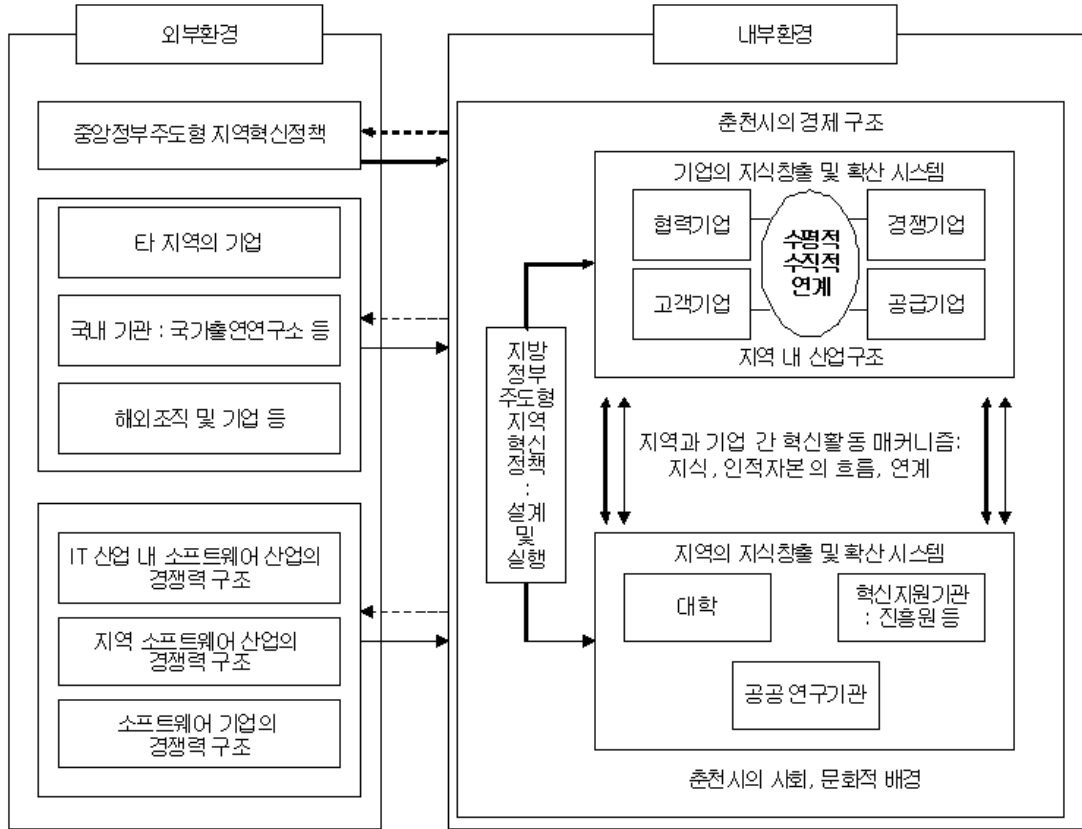 외부환경
중앙정부주도형 지역혁신정책
타 지역의 기업
국내 기관 : 국가출연연구소 등
해외조직 및 기업 등
IT 산업 내 소프트웨어 산업의
경쟁력 구조
지역 소프트웨어 산업의
경쟁력 구조
소프트웨어 기업의
경쟁력 구조
내부환경
춘천시의 경제 구조
기업의 지식창출 및 확산 시스템
협력기업
경쟁기업
수평적
수직적
연계
고객기업
공급기업
지역 내 산업구조
지방
정부
주도형
지역
혁신
정책
:
설계
및
실행
지역과 기업 간 혁신활동 매커니즘:
지식, 인적자본의 흐름, 연계
지역의 지식창출 및 확산 시스템
대학
혁신지원기관
: 진흥원 등
공공 연구기관
춘천시의 사회, 문화적 배경